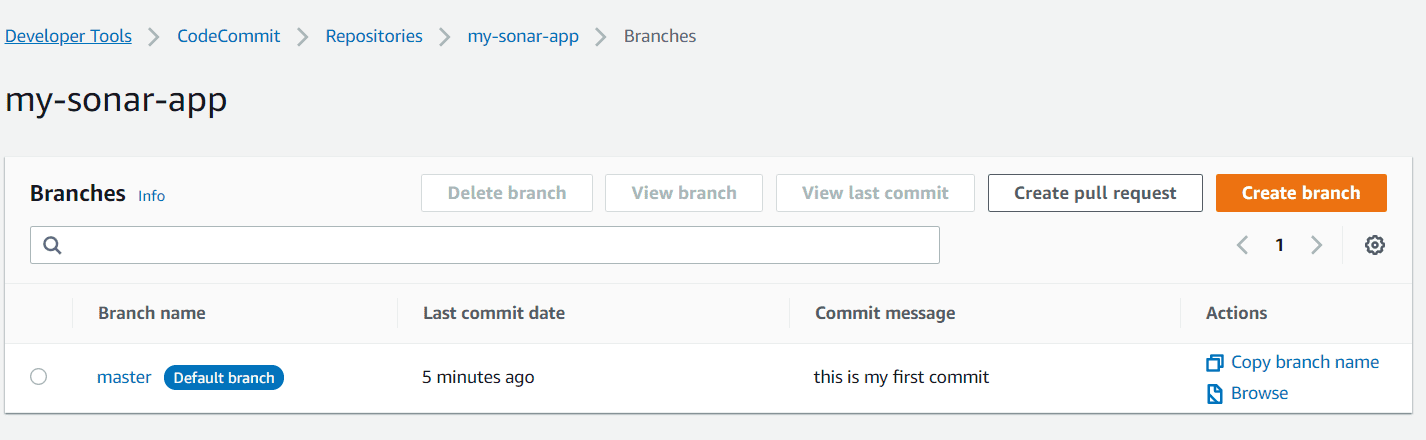 Developer Tools CodeCommit Repositories my-sonar-app Branches
my-sonar-app
Branches Info Delete branch View branch View last commit Create pull request Create branch
1
Branch name Last commit date Commit message Actions
master Default branch 5 minutes ago this is my first commit Copy branch name
Browse